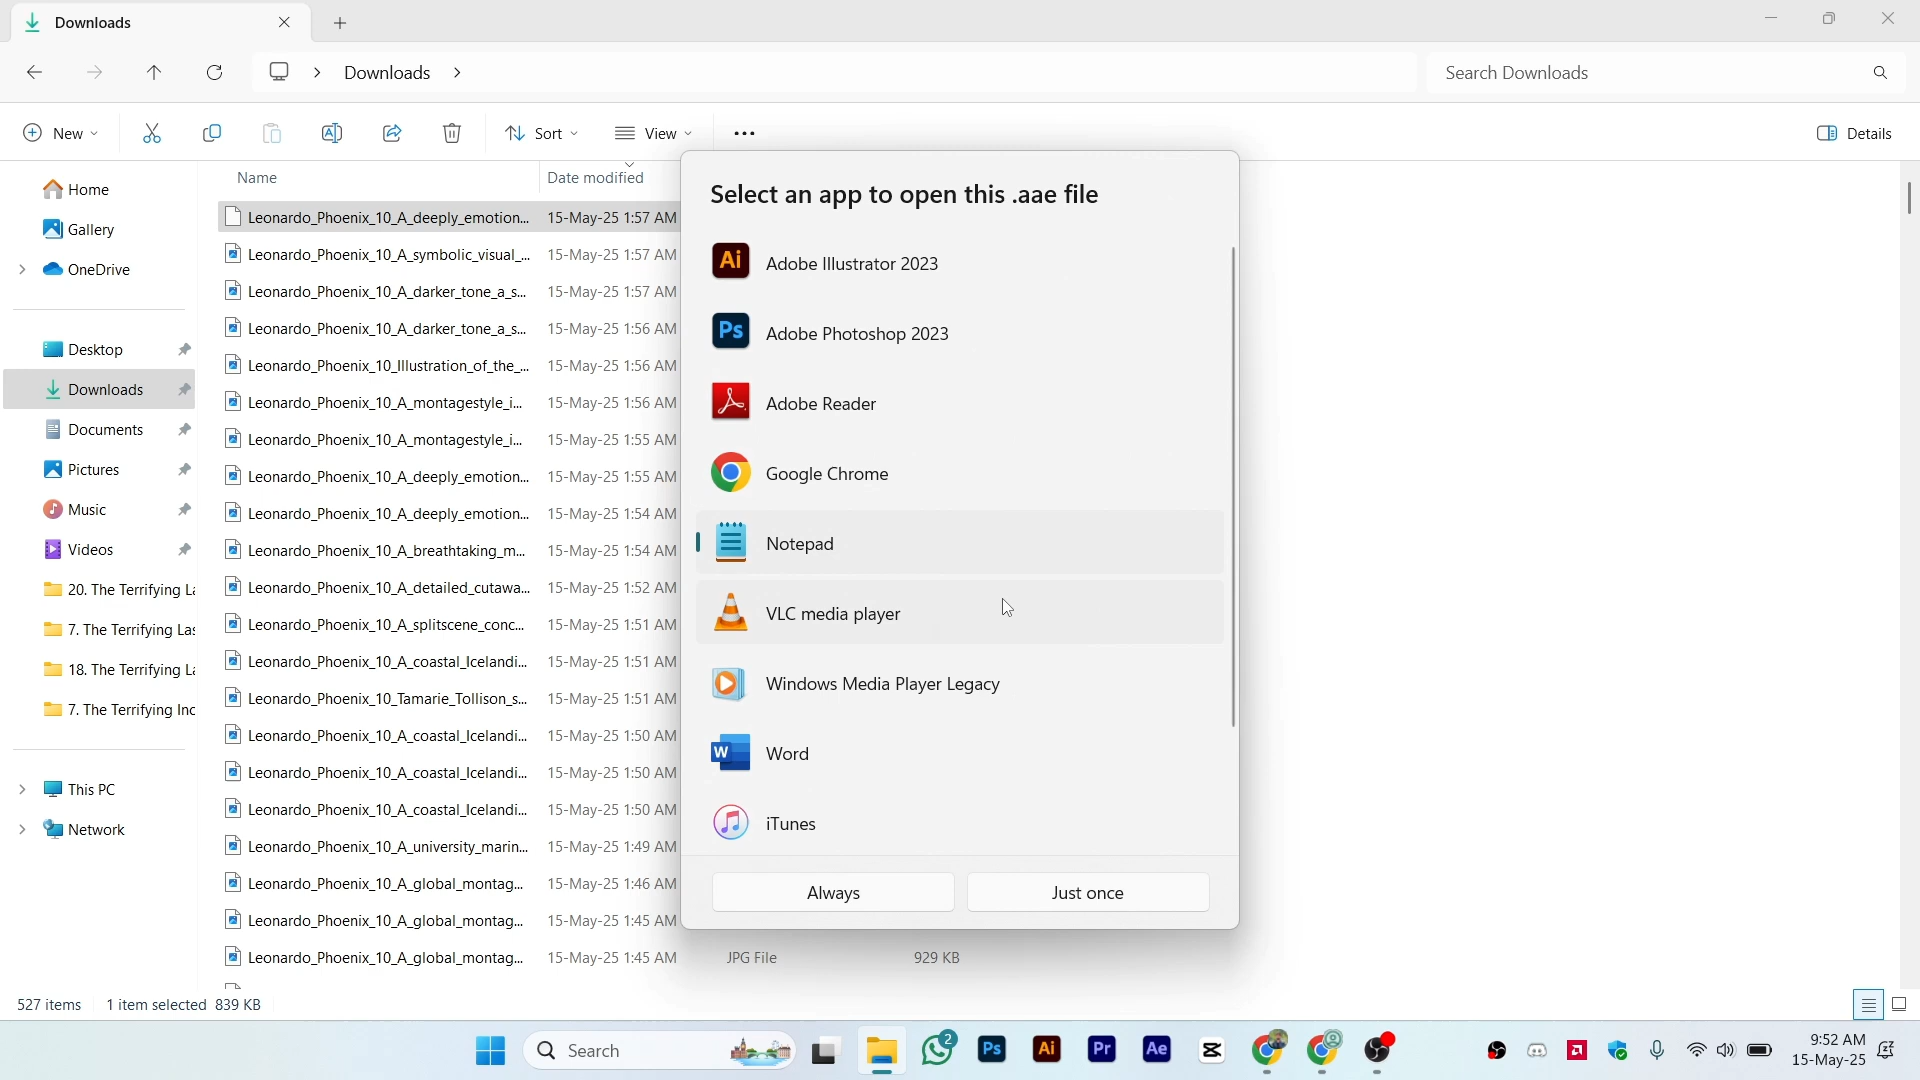 Downloads
Downloads
Search Downloads
New
Sort
View
Details
Name
Date modified
Home
Gallery
OneDrive
Desktop
Downloads
Documents
Pictures
Music
Videos
20. The Terrifying La
7. The Terrifying Las
18. The Terrifying La
7. The Terrifying Inc
This PC
Network
Leonardo_Phoenix_10_A_deeply_emotion... 15-May-25 1:57 AM
Leonardo_Phoenix_10_A_symbolic_visual_... 15-May-25 1:57 AM
Leonardo_Phoenix_10_A_darker_tone_a_s... 15-May-25 1:57 AM
Leonardo_Phoenix_10_A_darker_tone_a_s... 15-May-25 1:56 AM
Leonardo_Phoenix_10_Illustration_of_the_... 15-May-25 1:56 AM
Leonardo_Phoenix_10_A_montagestyle_i... 15-May-25 1:56 AM
Leonardo_Phoenix_10_A_montagestyle_i... 15-May-25 1:55 AM
Leonardo_Phoenix_10_A_deeply_emotion... 15-May-25 1:55 AM
Leonardo_Phoenix_10_A_deeply_emotion... 15-May-25 1:54 AM
Leonardo_Phoenix_10_A_breathtaking_m... 15-May-25 1:54 AM
Leonardo_Phoenix_10_A_detailed_cutawa... 15-May-25 1:52 AM
Leonardo_Phoenix_10_A_splitscene_conc... 15-May-25 1:51 AM
Leonardo_Phoenix_10_A_coastal_Icelandi... 15-May-25 1:51 AM
Leonardo_Phoenix_10_Tamarie_Tollison_s... 15-May-25 1:51 AM
Leonardo_Phoenix_10_A_coastal_Icelandi... 15-May-25 1:50 AM
Leonardo_Phoenix_10_A_coastal_Icelandi... 15-May-25 1:50 AM
Leonardo_Phoenix_10_A_coastal_Icelandi... 15-May-25 1:50 AM
Leonardo_Phoenix_10_A_university_marin... 15-May-25 1:49 AM
Leonardo_Phoenix_10_A_global_montag... 15-May-25 1:46 AM
Leonardo_Phoenix_10_A_global_montag... 15-May-25 1:45 AM
Leonardo_Phoenix_10_A_global_montag... 15-May-25 1:45 AM JPG File 929 KB
Select an app to open this .aae file
Ai Adobe Illustrator 2023
Ps Adobe Photoshop 2023
Adobe Reader
Google Chrome
Notepad
VLC media player
Windows Media Player Legacy
W Word
iTunes
Always Just once
527 items 1 item selected 839 KB
Search
2
Ps
Ai
Pr
Ae
9:52 AM
15-May-25